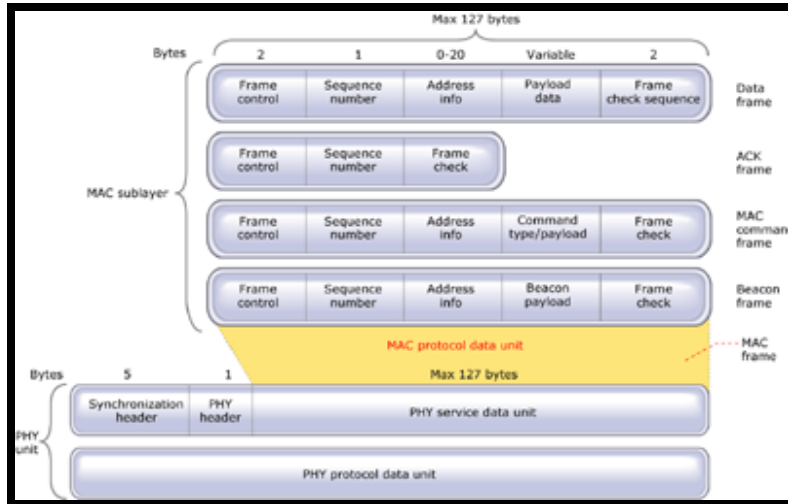 Max 127 bytes
Bytes 2 1 0-20 Variable 2
Frame control Sequence number Address info Payload data Frame check sequence Data frame
Frame control Sequence number Frame check ACK frame
MAC sublayer
Frame control Sequence number Address info Command type/payload Frame check MAC command frame
Frame control Sequence number Address info Beacon payload Frame check Beacon frame
MAC protocol data unit MAC frame
Bytes 5 1 Max 127 bytes
Synchronization header PHY header PHY service data unit
PHY unit
PHY protocol data unit